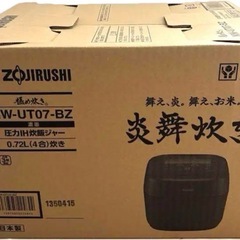 ZOJIRUSHI
極め炊き
W-UT07-BZ
圧力IH炊飯ジャー
0.72L(4合)炊き
舞え、炎。舞え、お米。
炎舞炊き
1350415
日本製